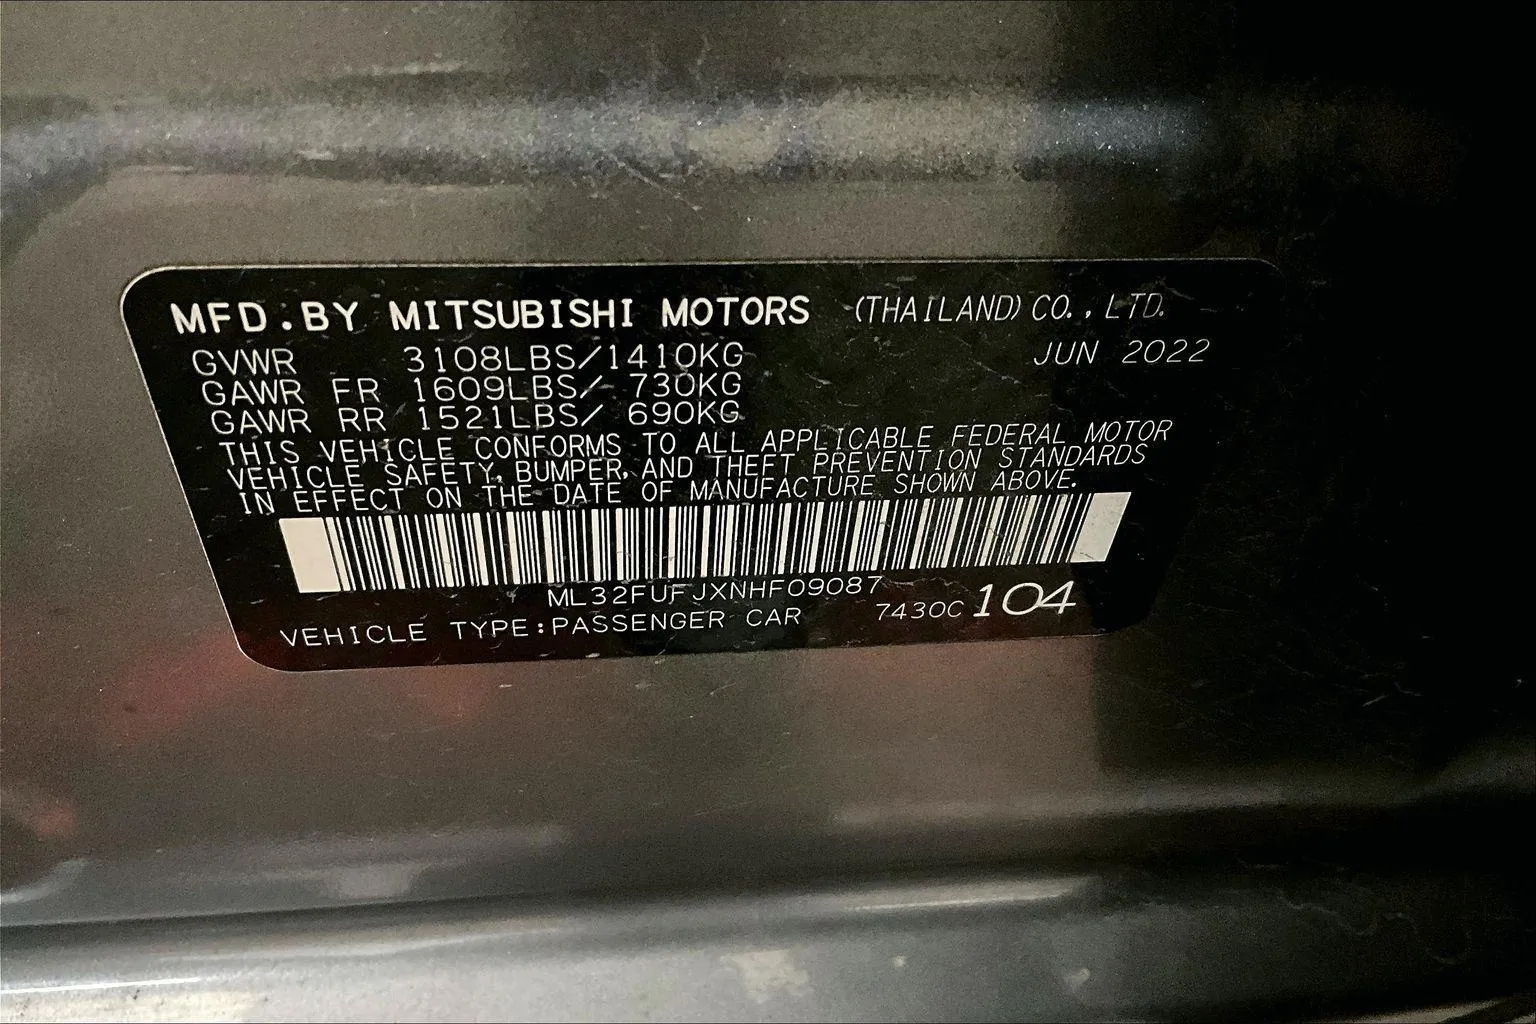 MFD.BY MITSUBISHI MOTORS (THAILAND) CO., LTD.
GVWR 3108LBS/1410KG JUN 2022
GAWR FR 1609LBS/ 730KG
GAWR RR 1521LBS/ 690KG
THIS VEHICLE CONFORMS TO ALL APPLICABLE FEDERAL MOTOR
VEHICLE SAFETY, BUMPER, AND THEFT PREVENTION STANDARDS
IN EFFECT ON THE DATE OF MANUFACTURE SHOWN ABOVE.
ML32FUFJXNHF09087
VEHICLE TYPE:PASSENGER CAR 7430C 104